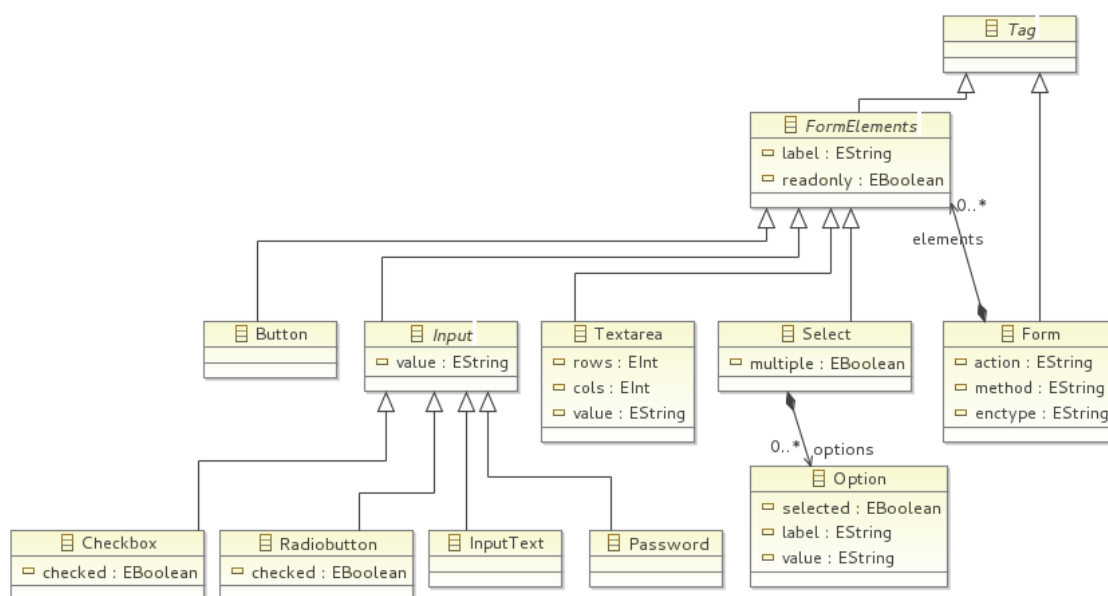 Tag
FormElements
label : EString
readonly : EBoolean
0..*
elements
Button
Input
value : EString
Textarea
rows : EInt
cols : EInt
value : EString
Select
multiple : EBoolean
Form
action : EString
method : EString
enctype : EString
0..* options
Option
selected : EBoolean
label : EString
value : EString
Checkbox
checked : EBoolean
Radiobutton
checked : EBoolean
InputText
Password